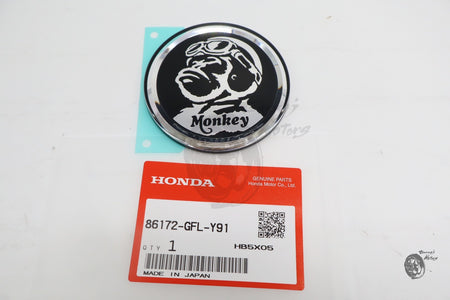 Monkey
HONDA
GENUINE PARTS
Honda Motor Co., Ltd.
86172-GFL-Y91
QTY 1
HB5X05
MADE IN JAPAN